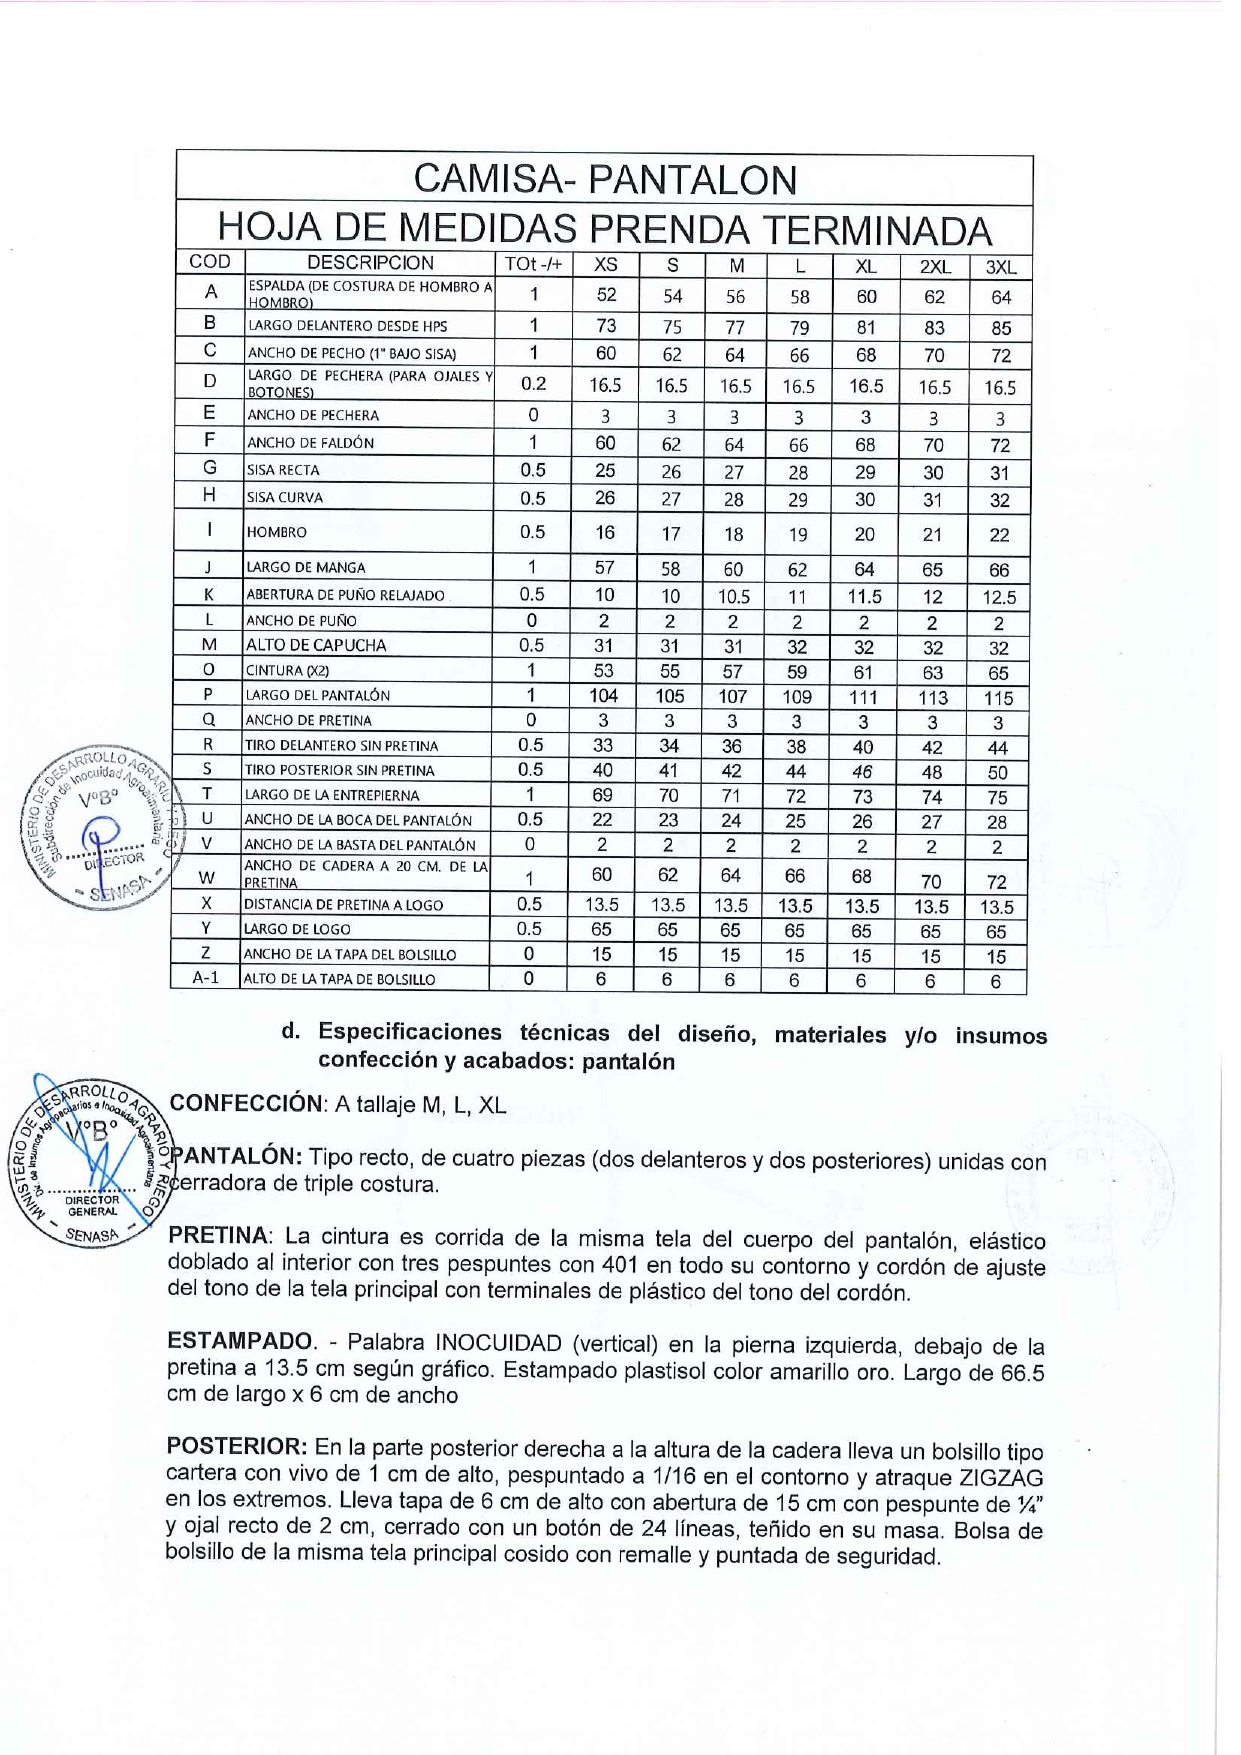 CAMISA- PANTALON
HOJA DE MEDIDAS PRENDA TERMINADA
COD DESCRIPCION TOt -/+ XS S M L XL 2XL 3XL
A ESPALDA (DE COSTURA DE HOMBRO A HOMBRO) 1 52 54 56 58 60 62 64
B LARGO DELANTERO DESDE HPS 1 73 75 77 79 81 83 85
C ANCHO DE PECHO (1" BAJO SISA) 1 60 62 64 66 68 70 72
D LARGO DE PECHERA (PARA OJALES Y BOTONES) 0.2 16.5 16.5 16.5 16.5 16.5 16.5 16.5
E ANCHO DE PECHERA 0 3 3 3 3 3 3 3
F ANCHO DE FALDÓN 1 60 62 64 66 68 70 72
G SISA RECTA 0.5 25 26 27 28 29 30 31
H SISA CURVA 0.5 26 27 28 29 30 31 32
I HOMBRO 0.5 16 17 18 19 20 21 22
J LARGO DE MANGA 1 57 58 60 62 64 65 66
K ABERTURA DE PUÑO RELAJADO 0.5 10 10 10.5 11 11.5 12 12.5
L ANCHO DE PUÑO 0 2 2 2 2 2 2 2
M ALTO DE CAPUCHA 0.5 31 31 31 32 32 32 32
O CINTURA (X2) 1 53 55 57 59 61 63 65
P LARGO DEL PANTALÓN 1 104 105 107 109 111 113 115
Q ANCHO DE PRETINA 0 3 3 3 3 3 3 3
R TIRO DELANTERO SIN PRETINA 0.5 33 34 36 38 40 42 44
S TIRO POSTERIOR SIN PRETINA 0.5 40 41 42 44 46 48 50
T LARGO DE LA ENTREPIERNA 1 69 70 71 72 73 74 75
U ANCHO DE LA BOCA DEL PANTALÓN 0.5 22 23 24 25 26 27 28
V ANCHO DE LA BASTA DEL PANTALÓN 0 2 2 2 2 2 2 2
W ANCHO DE CADERA A 20 CM. DE LA PRETINA 1 60 62 64 66 68 70 72
X DISTANCIA DE PRETINA A LOGO 0.5 13.5 13.5 13.5 13.5 13.5 13.5 13.5
Y LARGO DE LOGO 0.5 65 65 65 65 65 65 65
Z ANCHO DE LA TAPA DEL BOLSILLO 0 15 15 15 15 15 15 15
A-1 ALTO DE LA TAPA DE BOLSILLO 0 6 6 6 6 6 6 6
MINISTERIO DE DESARROLLO AGRARIO Y RIEGO
Subdirección de Inocuidad Agroalimentaria
VºBº
DIRECTOR
- SENASA -
d. Especificaciones técnicas del diseño, materiales y/o insumos
confección y acabados: pantalón
CONFECCIÓN: A tallaje M, L, XL
MINISTERIO DE DESARROLLO AGRARIO Y RIEGO
de Insumos Agropecuarios e Inocuidad Agroalimentaria
VºBº
DIRECTOR
GENERAL
- SENASA -
PANTALÓN: Tipo recto, de cuatro piezas (dos delanteros y dos posteriores) unidas con
cerradora de triple costura.
PRETINA: La cintura es corrida de la misma tela del cuerpo del pantalón, elástico
doblado al interior con tres pespuntes con 401 en todo su contorno y cordón de ajuste
del tono de la tela principal con terminales de plástico del tono del cordón.
ESTAMPADO. - Palabra INOCUIDAD (vertical) en la pierna izquierda, debajo de la
pretina a 13.5 cm según gráfico. Estampado plastisol color amarillo oro. Largo de 66.5
cm de largo x 6 cm de ancho
POSTERIOR: En la parte posterior derecha a la altura de la cadera lleva un bolsillo tipo
cartera con vivo de 1 cm de alto, pespuntado a 1/16 en el contorno y atraque ZIGZAG
en los extremos. Lleva tapa de 6 cm de alto con abertura de 15 cm con pespunte de ¼”
y ojal recto de 2 cm, cerrado con un botón de 24 líneas, teñido en su masa. Bolsa de
bolsillo de la misma tela principal cosido con remalle y puntada de seguridad.